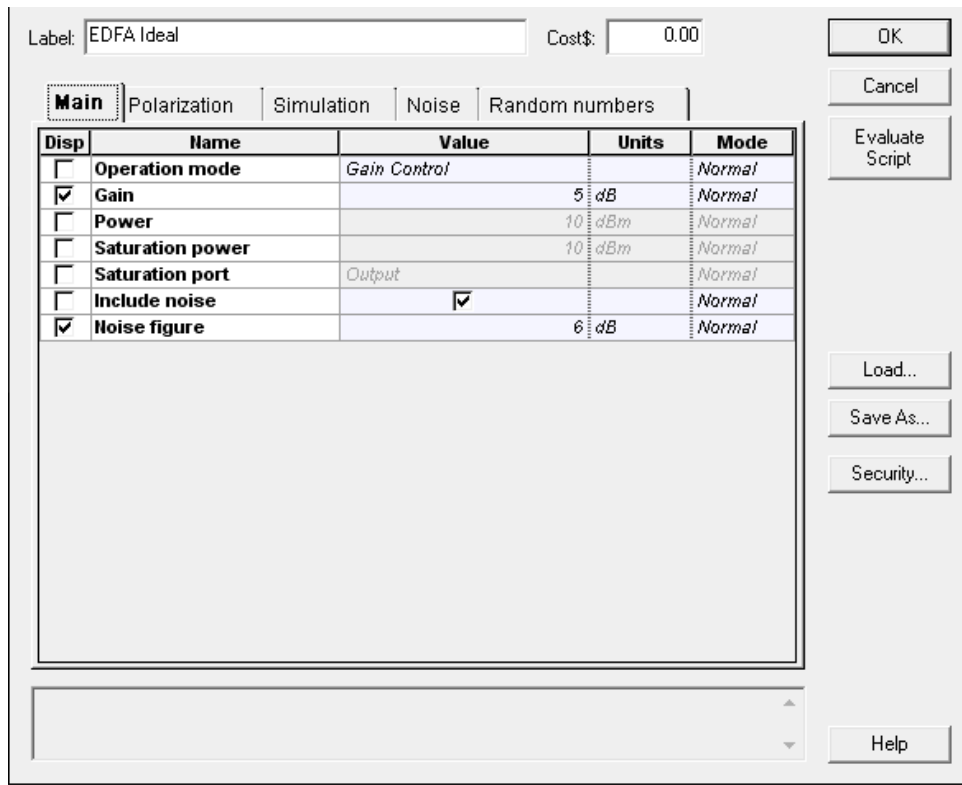 Label: EDFA Ideal Cost$: 0.00 OK
Cancel
Main Polarization Simulation Noise Random numbers
Disp Name Value Units Mode Evaluate Script
Operation mode Gain Control Normal
Gain 5 dB Normal
Power 10 dBm Normal
Saturation power 10 dBm Normal
Saturation port Output Normal
Include noise Normal
Noise figure 6 dB Normal
Load...
Save As...
Security...
Help